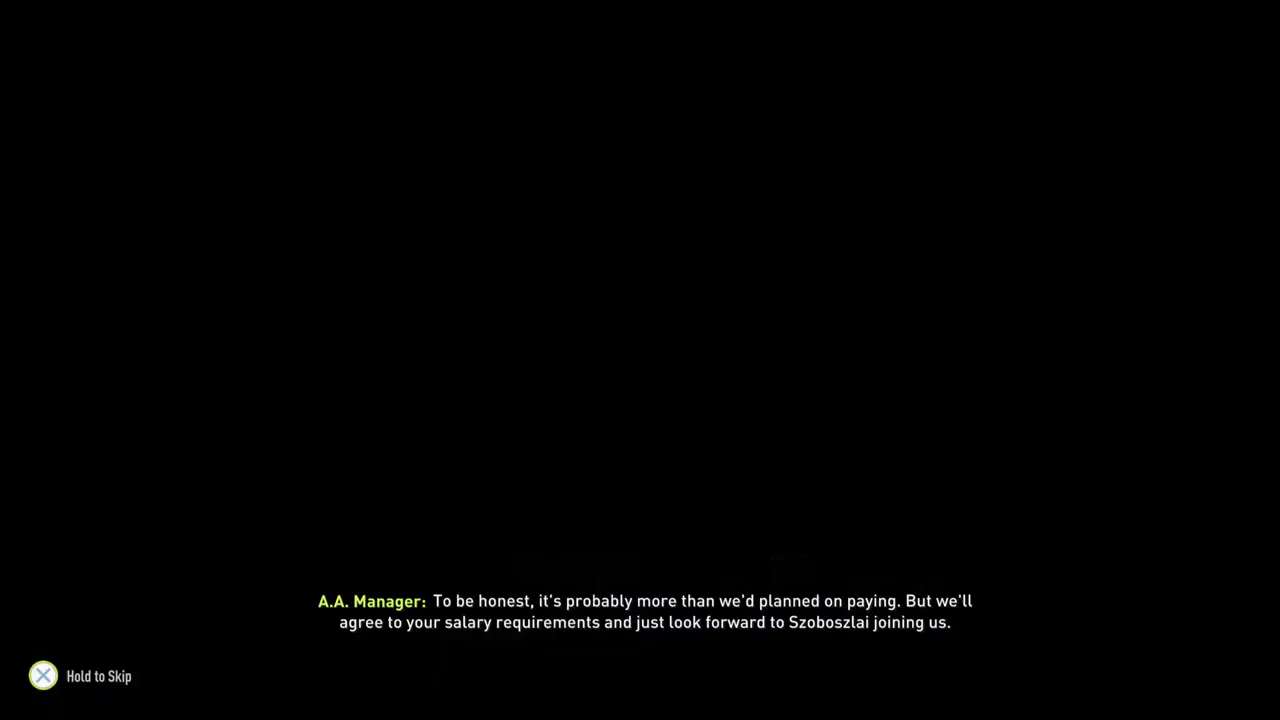 A.A. Manager: To be honest, it's probably more than we'd planned on paying. But we'll
agree to your salary requirements and just look forward to Szoboszlai joining us.
Hold to Skip